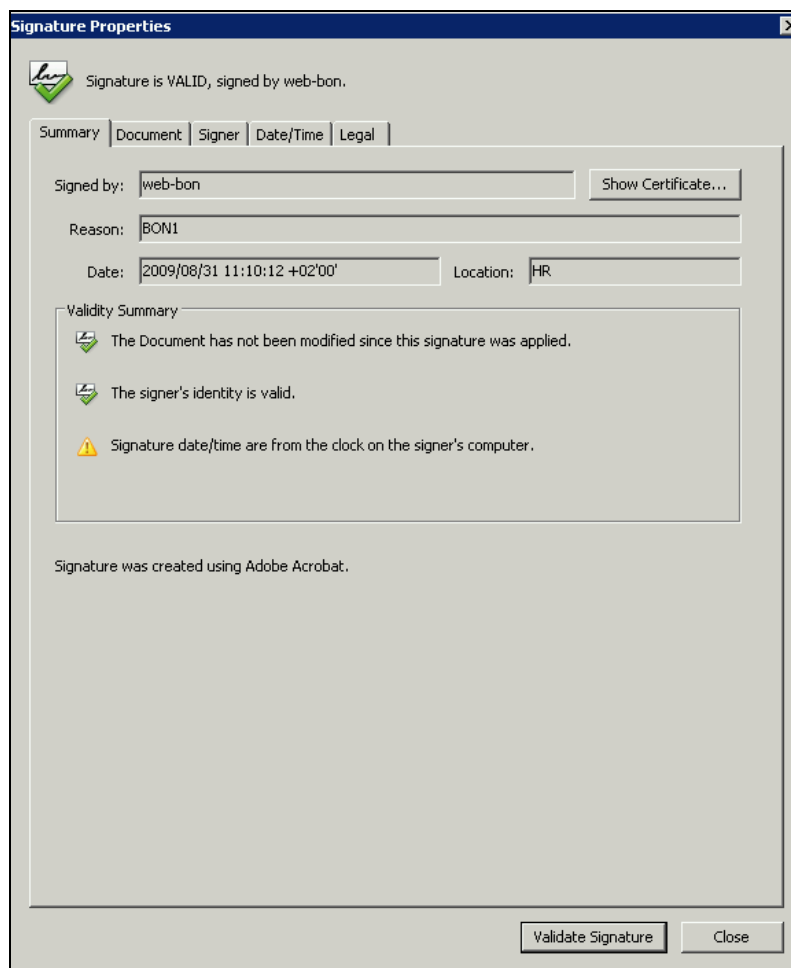 Signature Properties
Signature is VALID, signed by web-bon.
Summary Document Signer Date/Time Legal
Signed by: web-bon Show Certificate...
Reason: BON1
Date: 2009/08/31 11:10:12 +02'00' Location: HR
Validity Summary
The Document has not been modified since this signature was applied.
The signer's identity is valid.
Signature date/time are from the clock on the signer's computer.
Signature was created using Adobe Acrobat.
Validate Signature Close